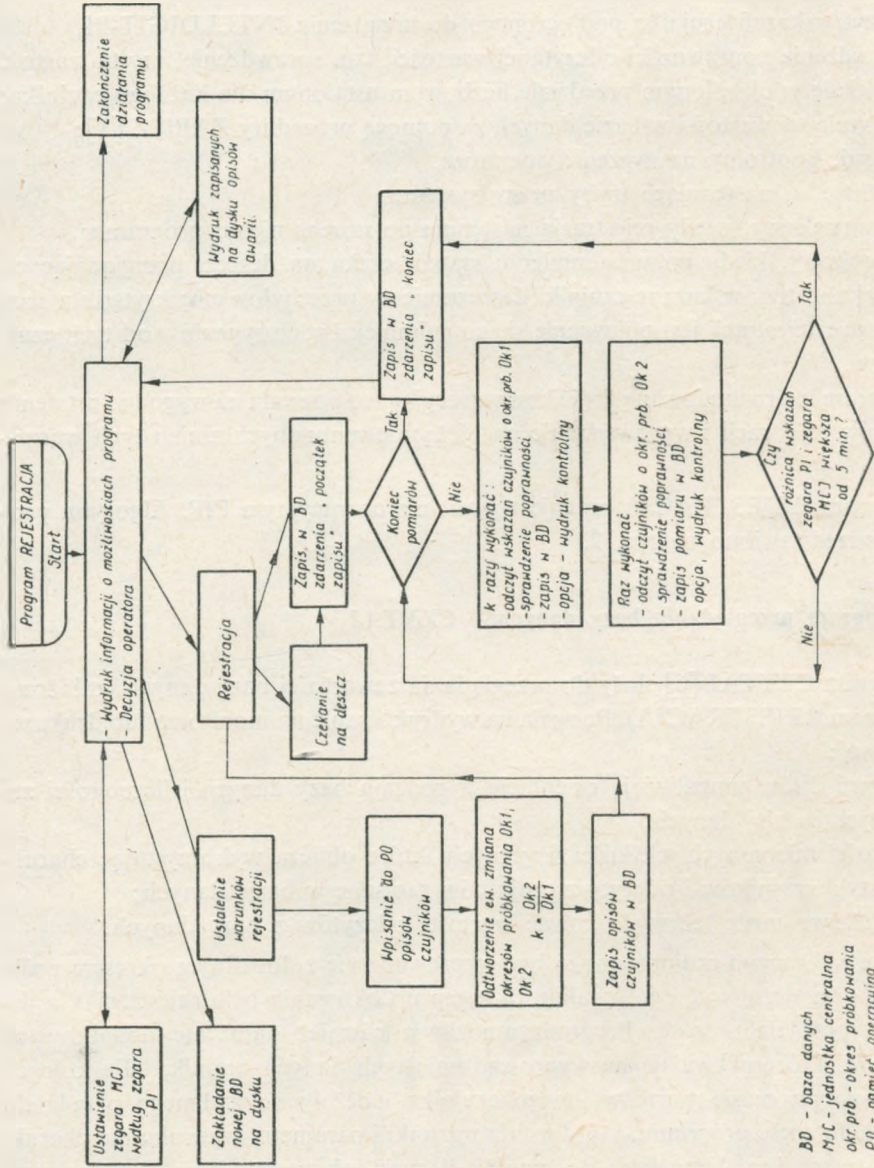 Program REJESTRACJA
Start
- Wydruk informacji o możliwościach programu
- Decyzja operatora
Ustawienie
zegara MCJ
według zegara
PI
Zakładanie
nowej BD
na dysku
Ustalenie
warunków
rejestracji
Wpisanie do PO
opisów
czujników
Odtworzenie ew. zmiana
okresów próbkowania Ok1,
Ok2
k = Ok2
Ok1
Zapis opisów
czujników w BD
Rejestracja
Czekanie
na deszcz
Zapis w BD
zdarzenia "początek
zapisu"
Koniec
pomiarów
Tak
Nie
Zapis w BD
zdarzenia „koniec
zapisu"
k razy wykonać:
- odczyt wskazań czujników o okr. prb. Ok1
- sprawdzenie poprawności
- zapis w BD
- opcja - wydruk kontrolny
Raz wykonać
- odczyt czujników o okr. prb. Ok 2
- sprawdzenie poprawności
- zapis pomiaru w BD
- opcja, wydruk kontrolny
Czy
różnica wskazań
zegara PI i zegara
MCJ większa
od 5 min ?
Nie
Tak
Zakończenie
działania
programu
Wydruk zapisanych
na dysku opisów
awarii.
BD - baza danych
MJC - jednostka centralna
okr. prb. - okres próbkowania
PO - pamięć operacyjna